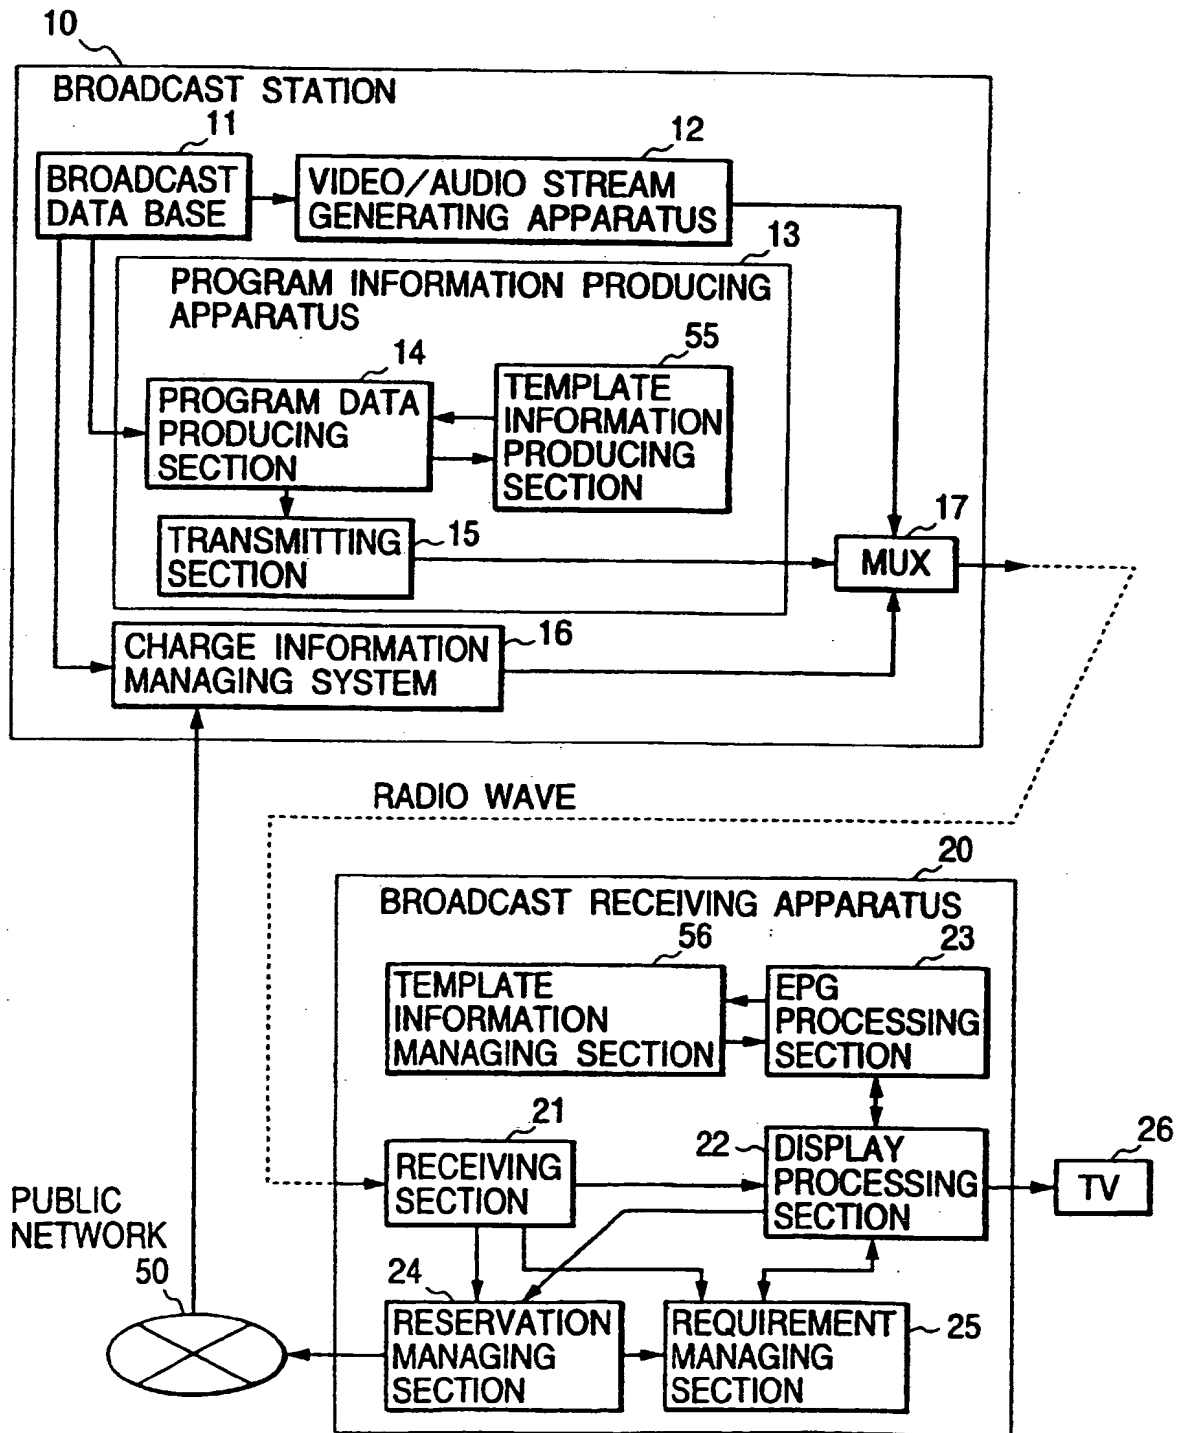 10
BROADCAST STATION
11
BROADCAST
DATA BASE
12
VIDEO/AUDIO STREAM
GENERATING APPARATUS
13
PROGRAM INFORMATION PRODUCING
APPARATUS
14
PROGRAM DATA
PRODUCING
SECTION
55
TEMPLATE
INFORMATION
PRODUCING
SECTION
TRANSMITTING
SECTION
15
17
MUX
CHARGE INFORMATION
MANAGING SYSTEM
16
RADIO WAVE
20
BROADCAST RECEIVING APPARATUS
56
TEMPLATE
INFORMATION
MANAGING SECTION
23
EPG
PROCESSING
SECTION
21
RECEIVING
SECTION
22
DISPLAY
PROCESSING
SECTION
26
TV
PUBLIC
NETWORK
50
24
RESERVATION
MANAGING
SECTION
REQUIREMENT
MANAGING
SECTION
25